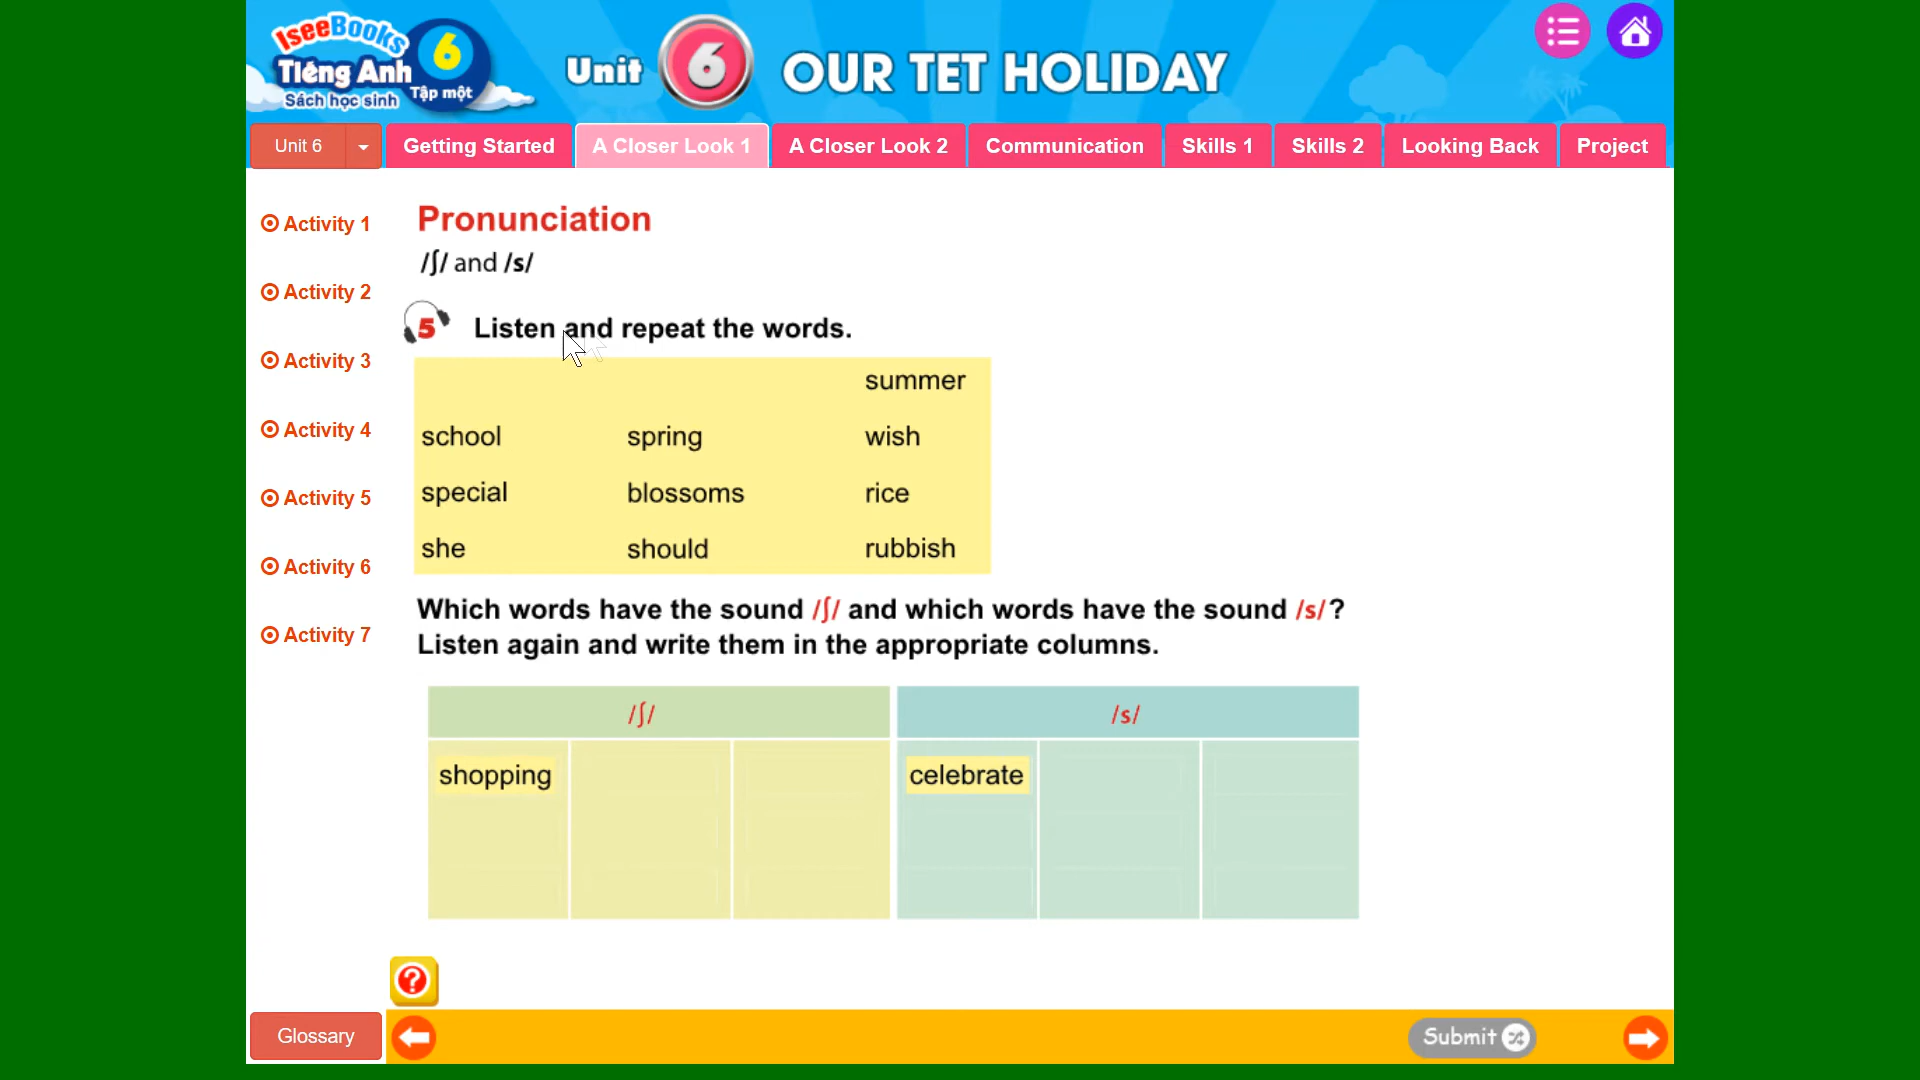 IseeBooks
Tiếng Anh 6
Sách học sinh Tập một
Unit 6 OUR TET HOLIDAY
Unit 6 Getting Started A Closer Look 1 A Closer Look 2 Communication Skills 1 Skills 2 Looking Back Project
Activity 1
Activity 2
Activity 3
Activity 4
Activity 5
Activity 6
Activity 7
Pronunciation
/ʃ/ and /s/
5 Listen and repeat the words.
summer
school spring wish
special blossoms rice
she should rubbish
Which words have the sound /ʃ/ and which words have the sound /s/?
Listen again and write them in the appropriate columns.
/ʃ/ /s/
shopping celebrate
?
Glossary Submit